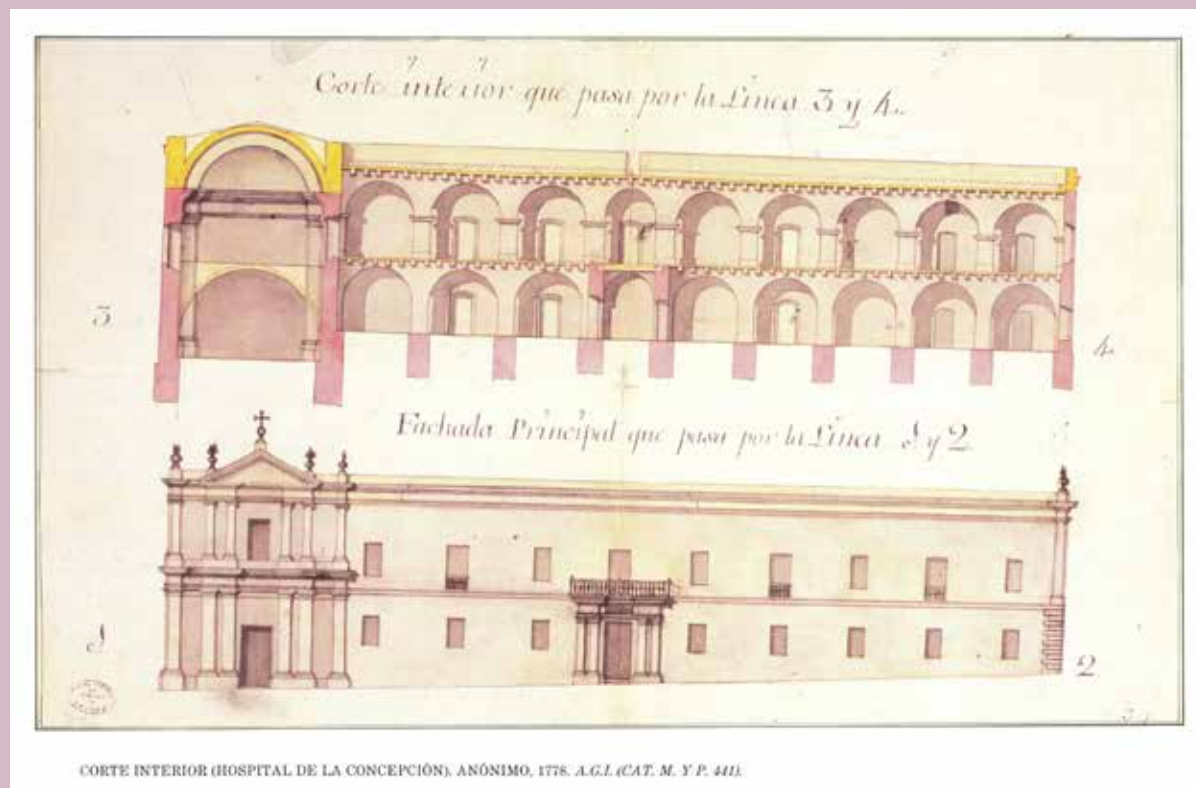 Corte interior que pasa por la Linea 3 y 4.
3
4.
Fachada Principal que pasa por la Linea 1 y 2
1
2
CORTE INTERIOR (HOSPITAL DE LA CONCEPCIÓN). ANÓNIMO, 1778. A.G.I. (CAT. M. Y P. 441).